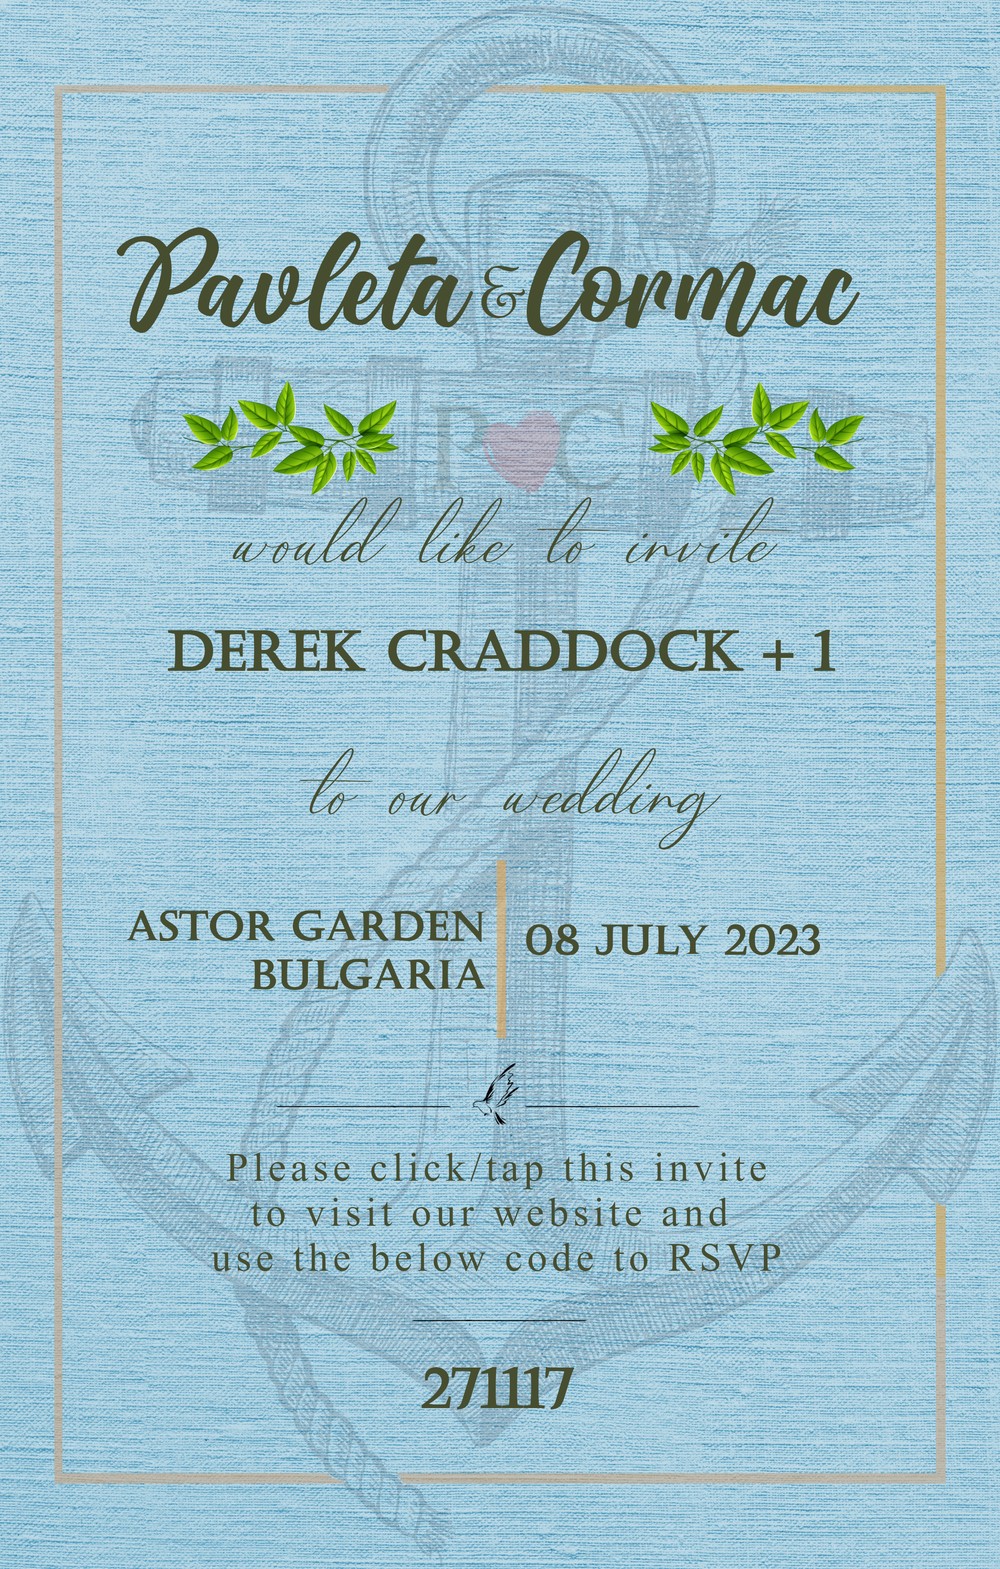 Pavleta & Cormac
P C
would like to invite
DEREK CRADDOCK + 1
to our wedding
ASTOR GARDEN
BULGARIA
08 JULY 2023
Please click/tap this invite
to visit our website and
use the below code to RSVP
271117